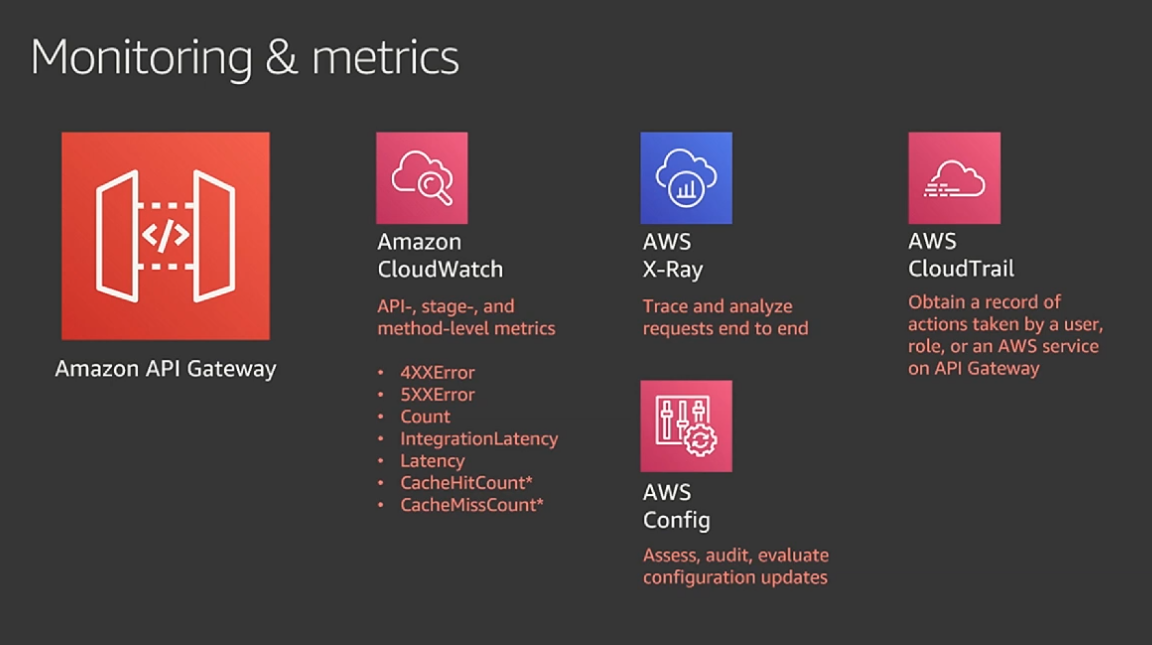 Monitoring & metrics
</>
Amazon API Gateway
Amazon
CloudWatch
API-, stage-, and
method-level metrics
• 4XXError
• 5XXError
• Count
• IntegrationLatency
• Latency
• CacheHitCount*
• CacheMissCount*
AWS
X-Ray
Trace and analyze
requests end to end
AWS
Config
Assess, audit, evaluate
configuration updates
AWS
CloudTrail
Obtain a record of
actions taken by a user,
role, or an AWS service
on API Gateway